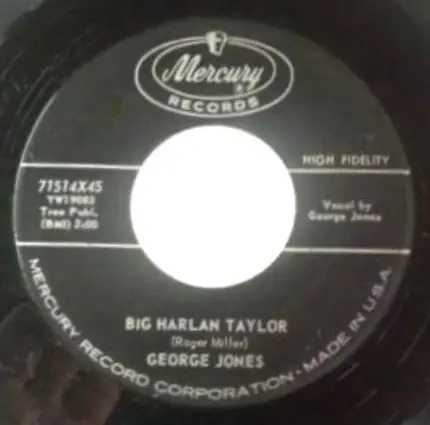 Mercury
RECORDS
HIGH FIDELITY
71514X45
Tree Publ.
(BMI) 2:00
Vocal by
George Jones
BIG HARLAN TAYLOR
(Roger Miller)
GEORGE JONES
MERCURY RECORD CORPORATION • MADE IN U.S.A.